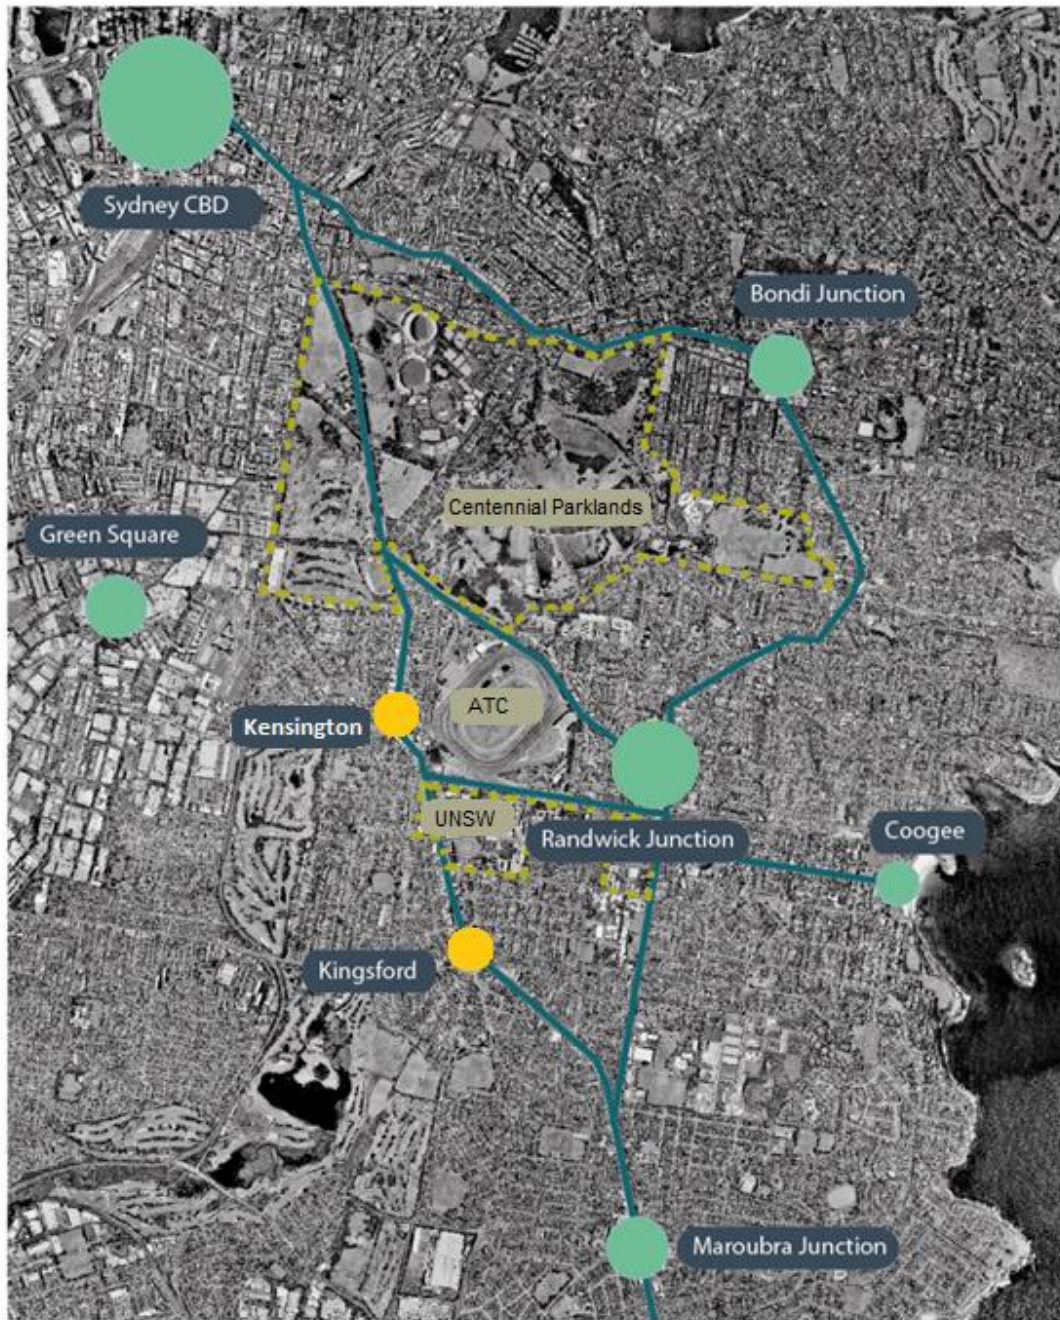 Sydney CBD
Bondi Junction
Centennial Parklands
Green Square
ATC
Kensington
UNSW
Randwick Junction
Coogee
Kingsford
Maroubra Junction